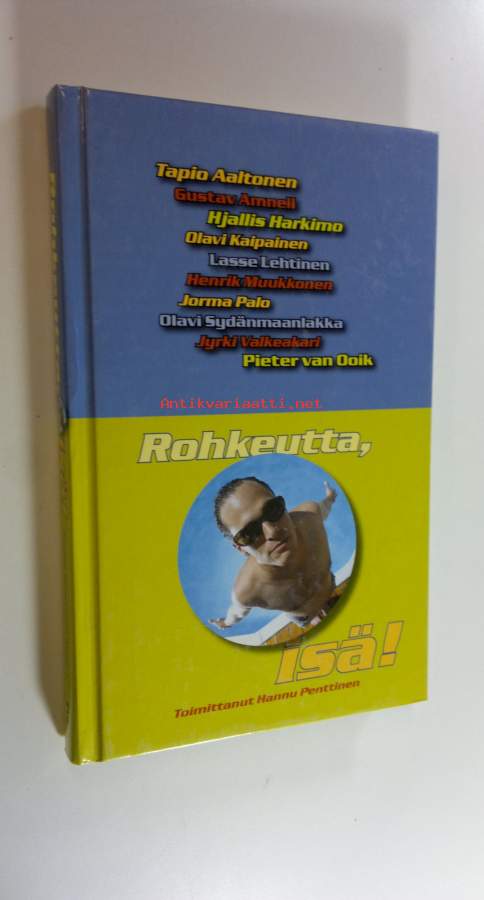 Tapio Aaltonen
Gustav Amnell
Hjallis Harkimo
Olavi Kaipainen
Lasse Lehtinen
Henrik Muukkonen
Jorma Palo
Olavi Sydänmaanlakka
Jyrki Valkeakari
Pieter van Ooik
Antikvariaatti.net
Rohkeutta,
isä!
Toimittanut Hannu Penttinen